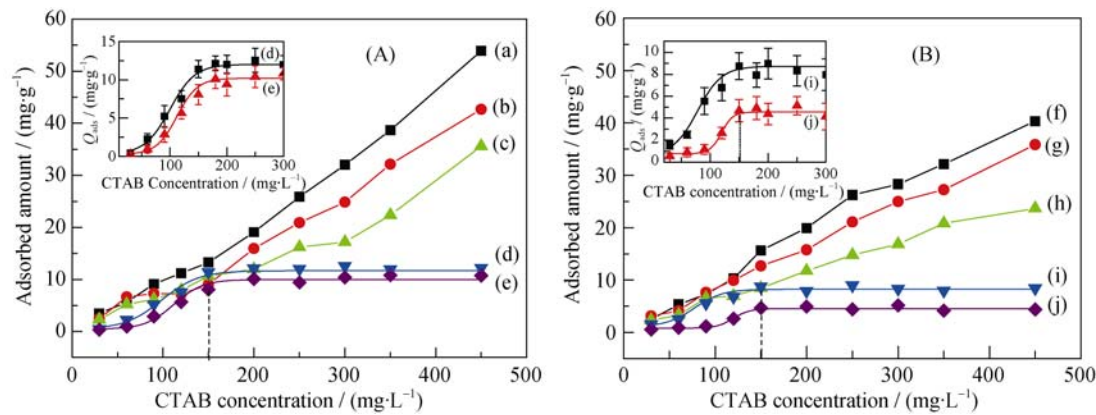 60
50
40
30
20
10
0
Adsorbed amount / (mg·g⁻¹)
0
100
200
300
400
500
CTAB concentration / (mg·L⁻¹)
(A)
(a)
(b)
(c)
(d)
(e)
15
10
5
0
Qads / (mg·g⁻¹)
(d)
(e)
100
200
300
CTAB Concentration / (mg·L⁻¹)
60
50
40
30
20
10
0
Adsorbed amount / (mg·g⁻¹)
0
100
200
300
400
500
CTAB concentration / (mg·L⁻¹)
(B)
(f)
(g)
(h)
(i)
(j)
10
8
6
4
2
0
Qads / (mg·g⁻¹)
(i)
(j)
100
200
300
CTAB concentration / (mg·L⁻¹)